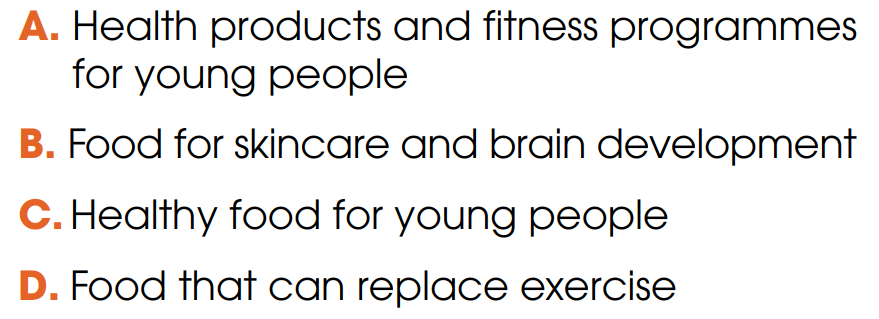 A. Health products and fitness programmes
for young people
B. Food for skincare and brain development
C. Healthy food for young people
D. Food that can replace exercise